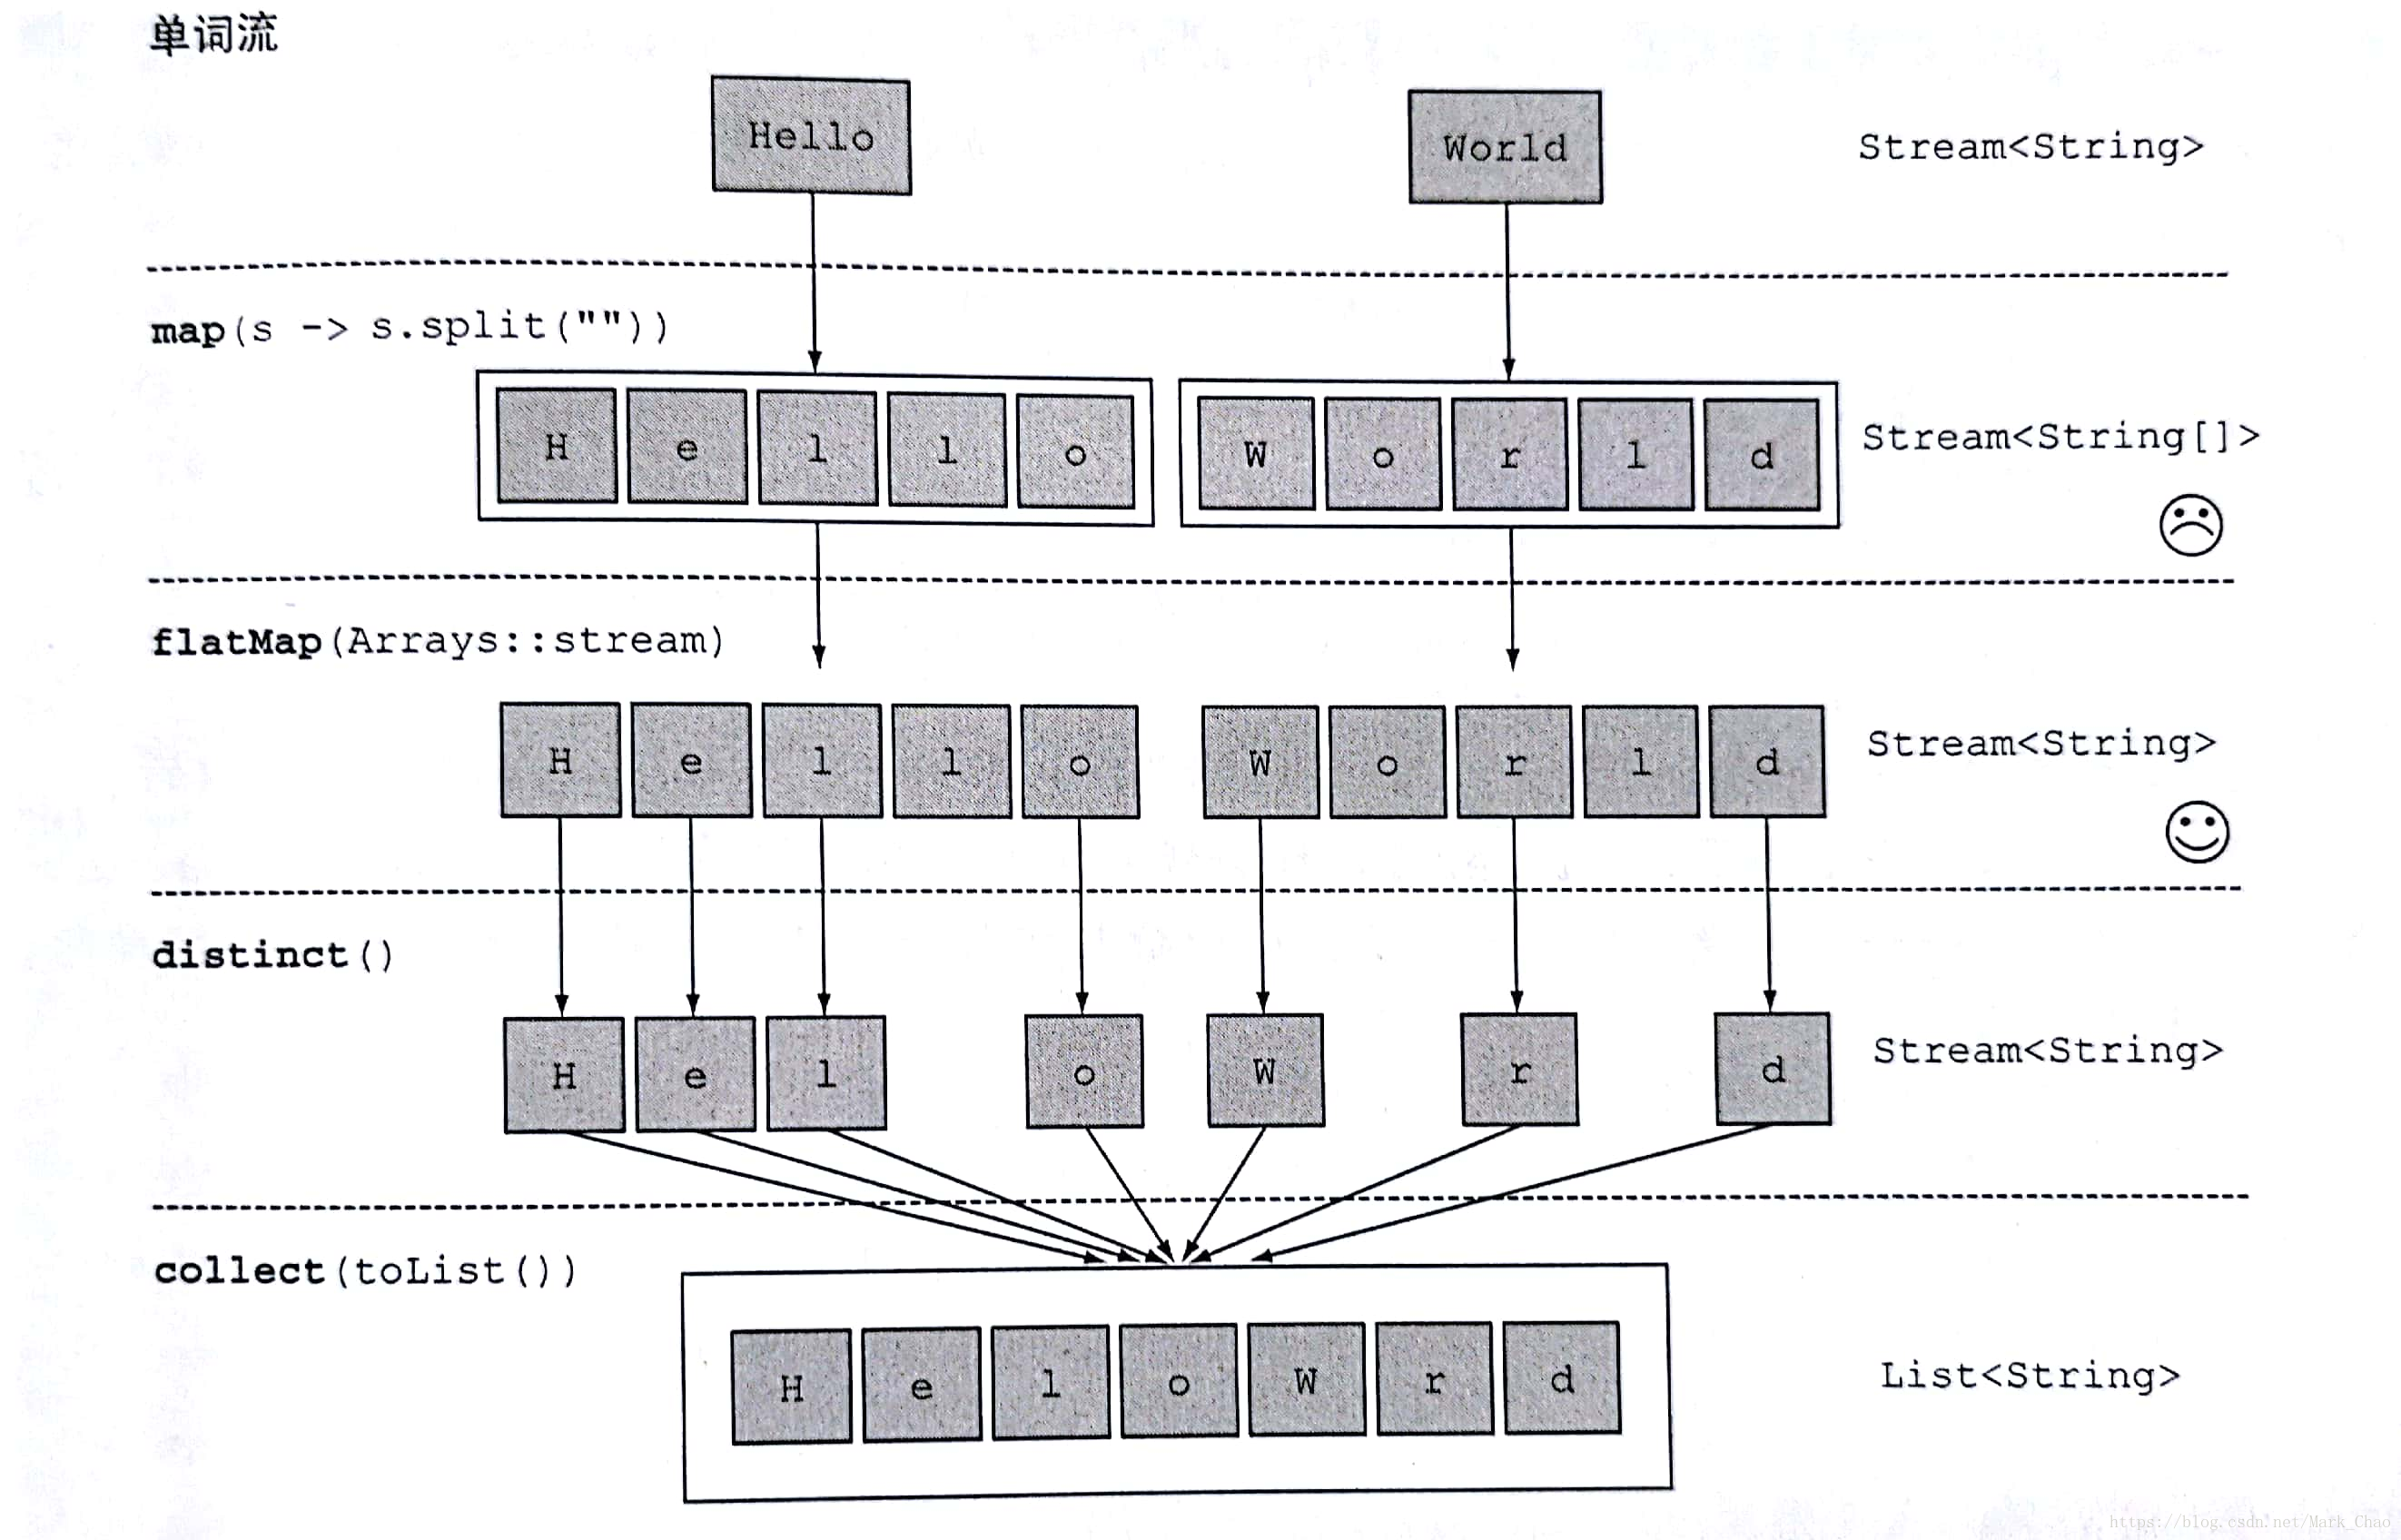 单词流
Hello World Stream<String>
map(s -> s.split(""))
H e l l o W o r l d Stream<String[]>
flatMap(Arrays::stream)
H e l l o W o r l d Stream<String>
distinct()
H e l o W r d Stream<String>
collect(toList())
H e l o W r d List<String>
https://blog.csdn.net/Mark_Chao